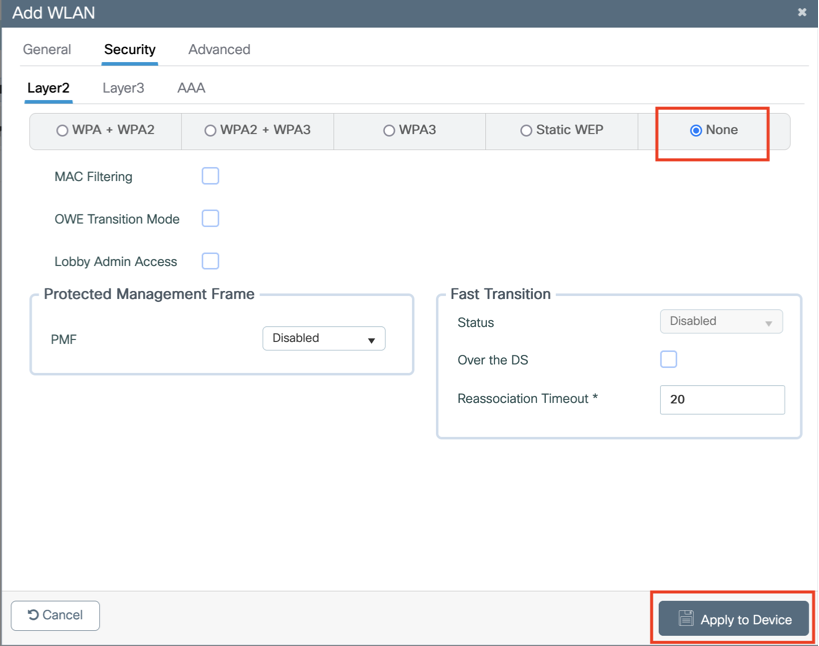 Add WLAN
General Security Advanced
Layer2 Layer3 AAA
WPA + WPA2 WPA2 + WPA3 WPA3 Static WEP None
MAC Filtering
OWE Transition Mode
Lobby Admin Access
Protected Management Frame
PMF Disabled
Fast Transition
Status Disabled
Over the DS
Reassociation Timeout * 20
Cancel Apply to Device